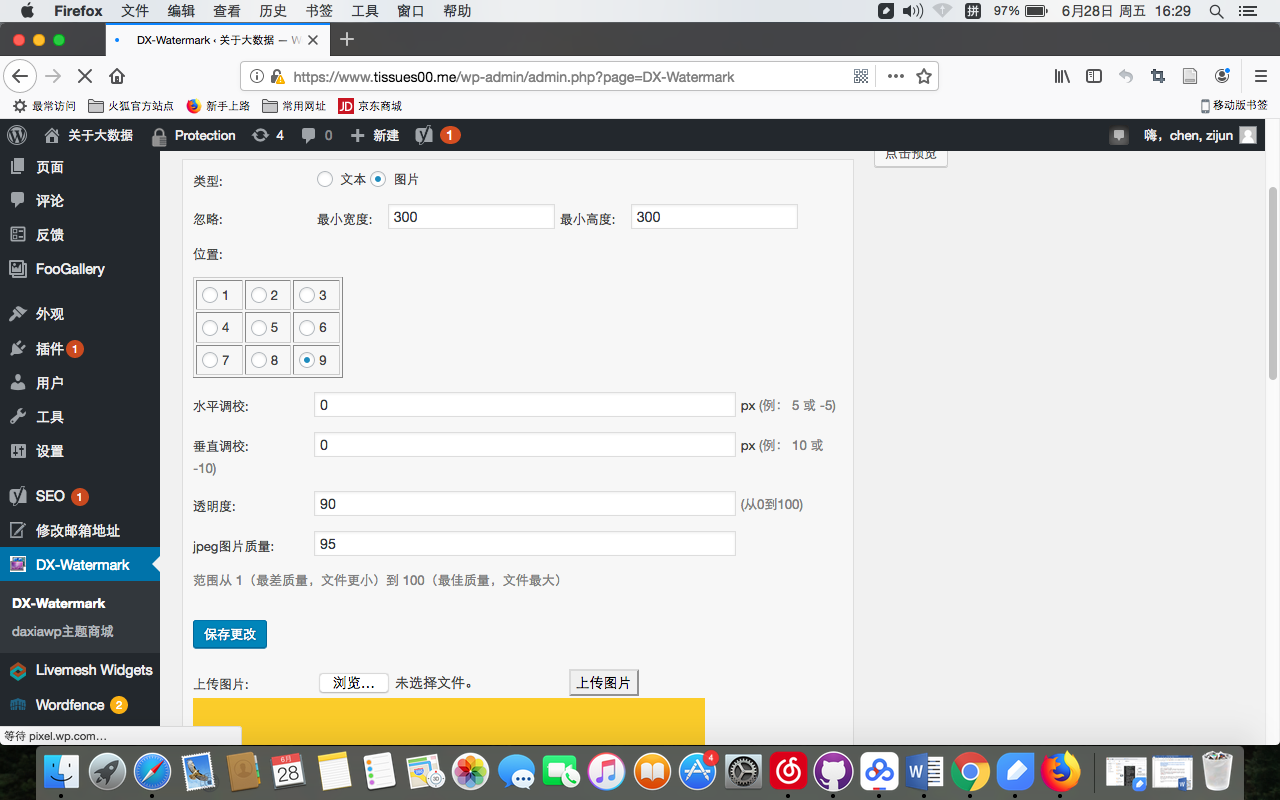 Firefox 文件 编辑 查看 历史 书签 工具 窗口 帮助 拼 97% 6月28日 周五 16:29
DX-Watermark ‹ 关于大数据 — W
https://www.tissues00.me/wp-admin/admin.php?page=DX-Watermark
最常访问 火狐官方站点 新手上路 常用网址 JD 京东商城 移动版书签
关于大数据 Protection 4 0 新建 1 嗨，chen, zijun
页面
评论
反馈
FooGallery
外观
插件 1
用户
工具
设置
SEO 1
修改邮箱地址
DX-Watermark
DX-Watermark
daxiawp主题商城
Livemesh Widgets
Wordfence 2
等待 pixel.wp.com…
点击预览
类型: 文本 图片
忽略: 最小宽度: 300 最小高度: 300
位置:
1 2 3
4 5 6
7 8 9
水平调校: 0 px (例： 5 或 -5)
垂直调校: 0 px (例： 10 或
-10)
透明度: 90 (从0到100)
jpeg图片质量: 95
范围从 1（最差质量，文件更小）到 100（最佳质量，文件最大）
保存更改
上传图片: 浏览… 未选择文件。 上传图片
6月
28
3D
4
W